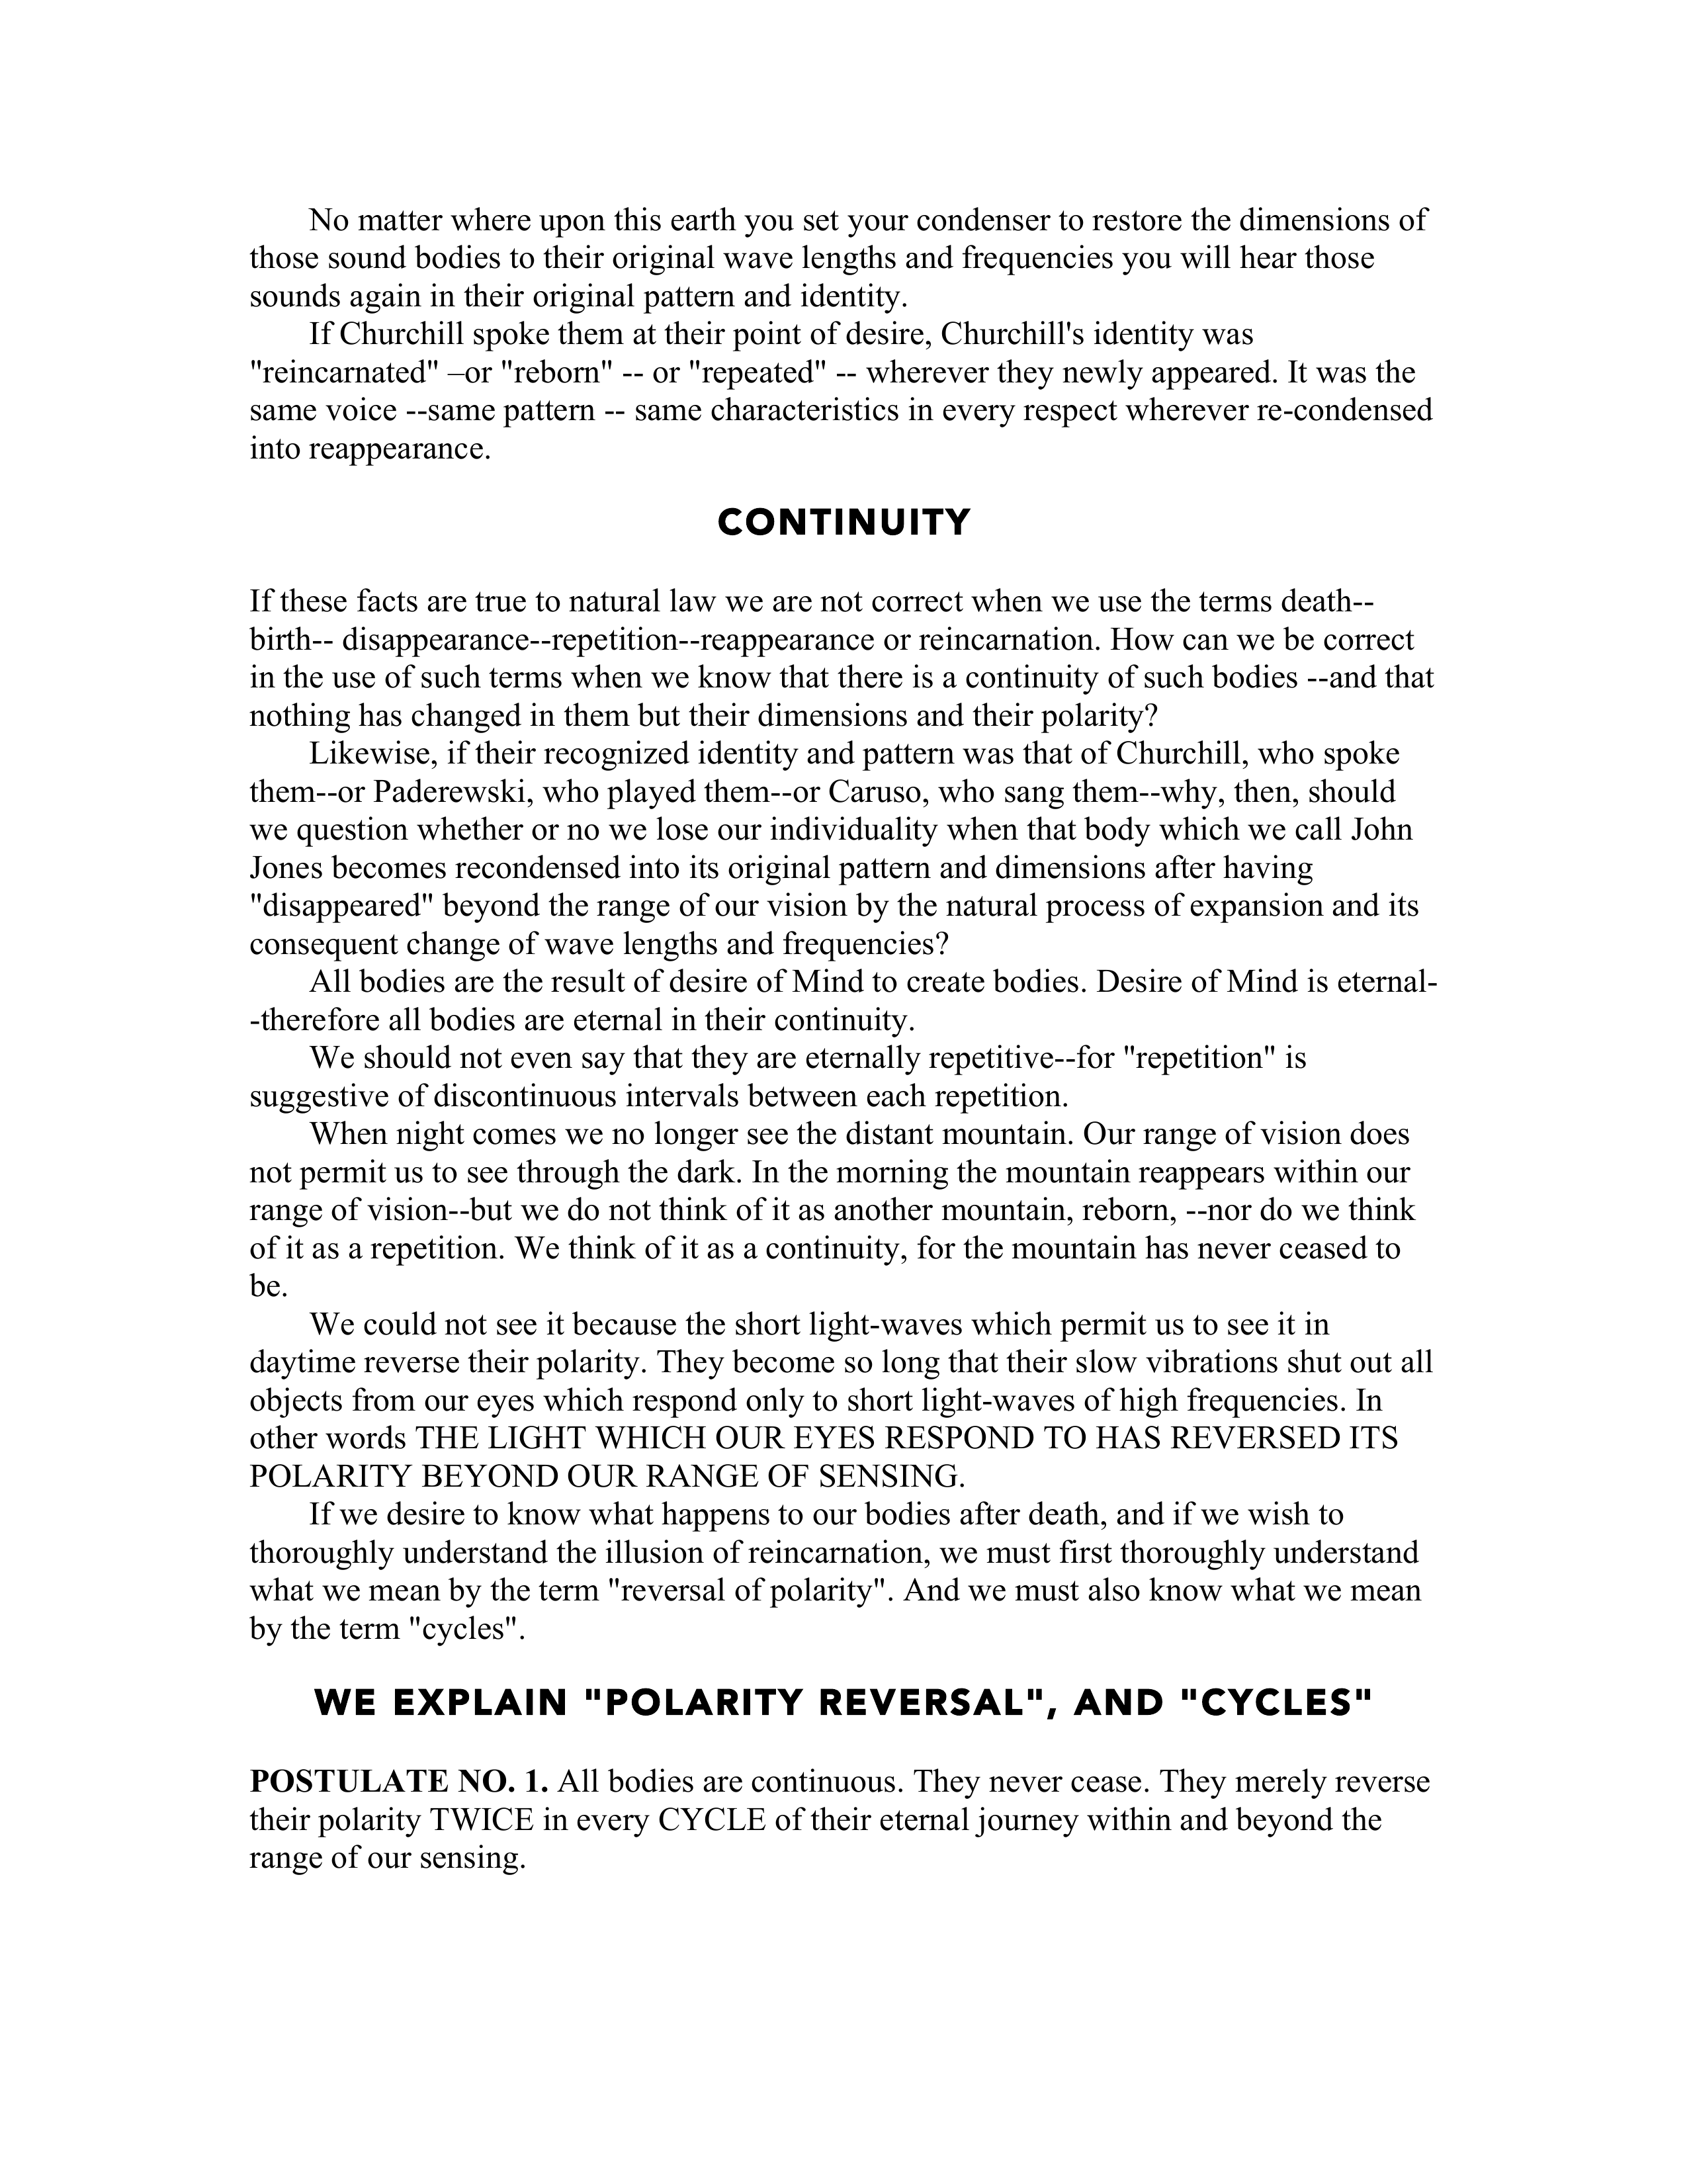 No matter where upon this earth you set your condenser to restore the dimensions of
those sound bodies to their original wave lengths and frequencies you will hear those
sounds again in their original pattern and identity.
If Churchill spoke them at their point of desire, Churchill's identity was
"reincarnated" –or "reborn" -- or "repeated" -- wherever they newly appeared. It was the
same voice --same pattern -- same characteristics in every respect wherever re-condensed
into reappearance.
CONTINUITY
If these facts are true to natural law we are not correct when we use the terms death--
birth-- disappearance--repetition--reappearance or reincarnation. How can we be correct
in the use of such terms when we know that there is a continuity of such bodies --and that
nothing has changed in them but their dimensions and their polarity?
Likewise, if their recognized identity and pattern was that of Churchill, who spoke
them--or Paderewski, who played them--or Caruso, who sang them--why, then, should
we question whether or no we lose our individuality when that body which we call John
Jones becomes recondensed into its original pattern and dimensions after having
"disappeared" beyond the range of our vision by the natural process of expansion and its
consequent change of wave lengths and frequencies?
All bodies are the result of desire of Mind to create bodies. Desire of Mind is eternal-
-therefore all bodies are eternal in their continuity.
We should not even say that they are eternally repetitive--for "repetition" is
suggestive of discontinuous intervals between each repetition.
When night comes we no longer see the distant mountain. Our range of vision does
not permit us to see through the dark. In the morning the mountain reappears within our
range of vision--but we do not think of it as another mountain, reborn, --nor do we think
of it as a repetition. We think of it as a continuity, for the mountain has never ceased to
be.
We could not see it because the short light-waves which permit us to see it in
daytime reverse their polarity. They become so long that their slow vibrations shut out all
objects from our eyes which respond only to short light-waves of high frequencies. In
other words THE LIGHT WHICH OUR EYES RESPOND TO HAS REVERSED ITS
POLARITY BEYOND OUR RANGE OF SENSING.
If we desire to know what happens to our bodies after death, and if we wish to
thoroughly understand the illusion of reincarnation, we must first thoroughly understand
what we mean by the term "reversal of polarity". And we must also know what we mean
by the term "cycles".
WE EXPLAIN "POLARITY REVERSAL", AND "CYCLES"
POSTULATE NO. 1. All bodies are continuous. They never cease. They merely reverse
their polarity TWICE in every CYCLE of their eternal journey within and beyond the
range of our sensing.